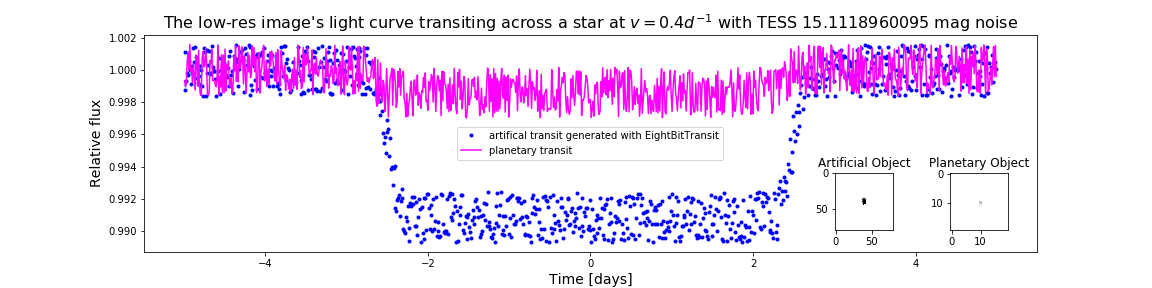 The low-res image's light curve transiting across a star at v = 0.4d⁻¹ with TESS 15.1118960095 mag noise
1.002
1.000
0.998
0.996
0.994
0.992
0.990
Relative flux
artifical transit generated with EightBitTransit
planetary transit
Artificial Object
0
50
0 50
Planetary Object
0
10
0 10
−4 −2 0 2 4
Time [days]